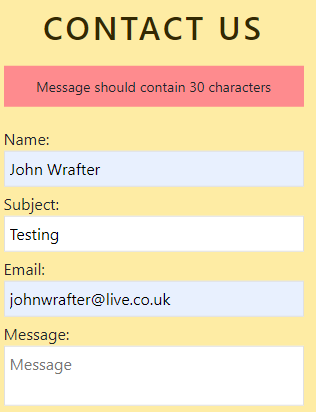 CONTACT US
Message should contain 30 characters
Name:
John Wrafter
Subject:
Testing
Email:
johnwrafter@live.co.uk
Message:
Message